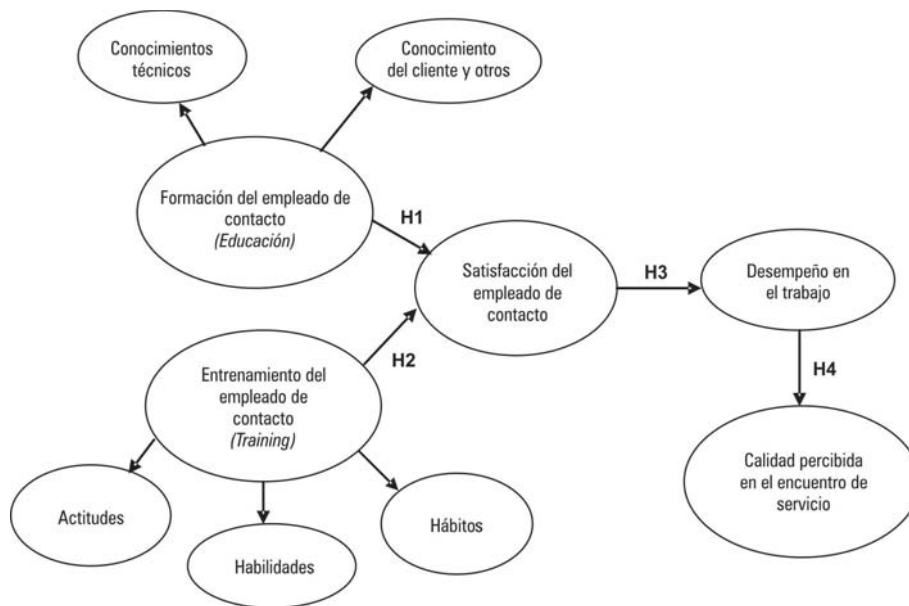 Conocimientos
técnicos
Conocimiento
del cliente y otros
Formación del empleado de
contacto
(Educación)
H1
Satisfacción del
empleado de
contacto
H3
Desempeño en
el trabajo
H2
H4
Entrenamiento del
empleado de
contacto
(Training)
Calidad percibida
en el encuentro de
servicio
Actitudes
Habilidades
Hábitos